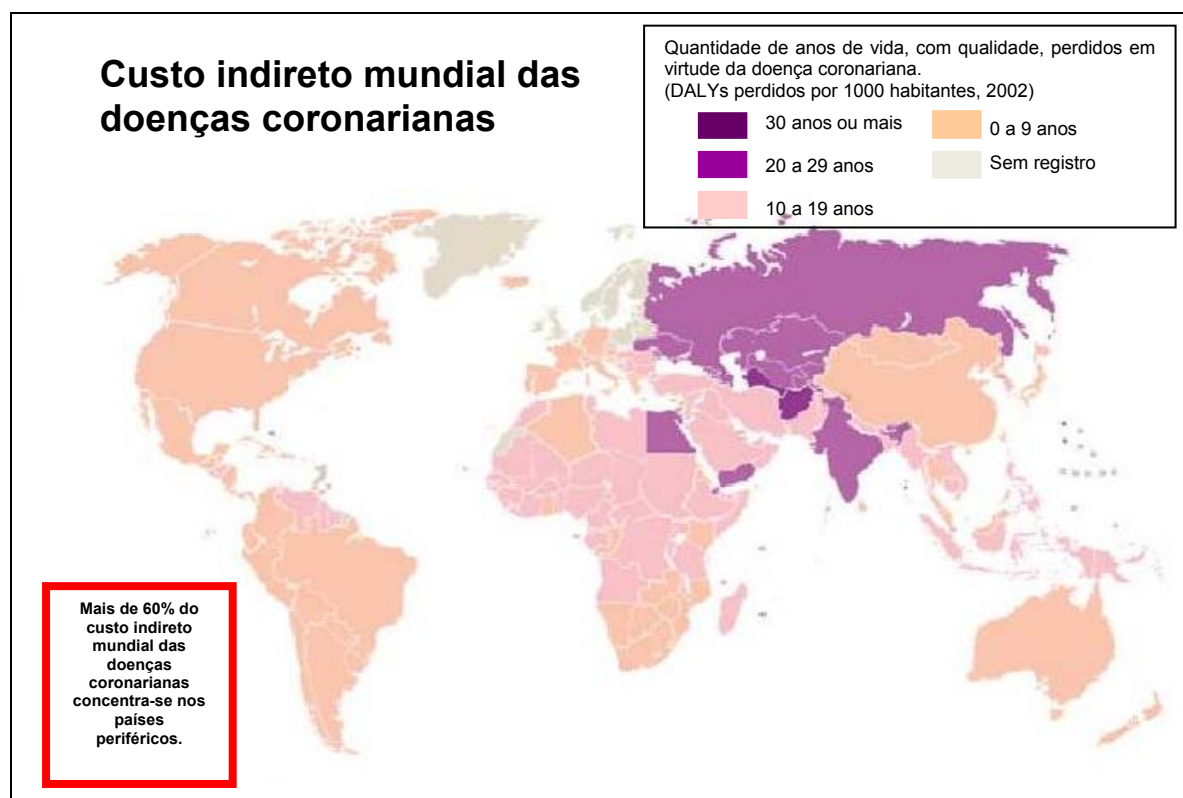 Custo indireto mundial das
doenças coronarianas
Quantidade de anos de vida, com qualidade, perdidos em
virtude da doença coronariana.
(DALYs perdidos por 1000 habitantes, 2002)
30 anos ou mais
20 a 29 anos
10 a 19 anos
0 a 9 anos
Sem registro
Mais de 60% do
custo indireto
mundial das
doenças
coronarianas
concentra-se nos
países
periféricos.